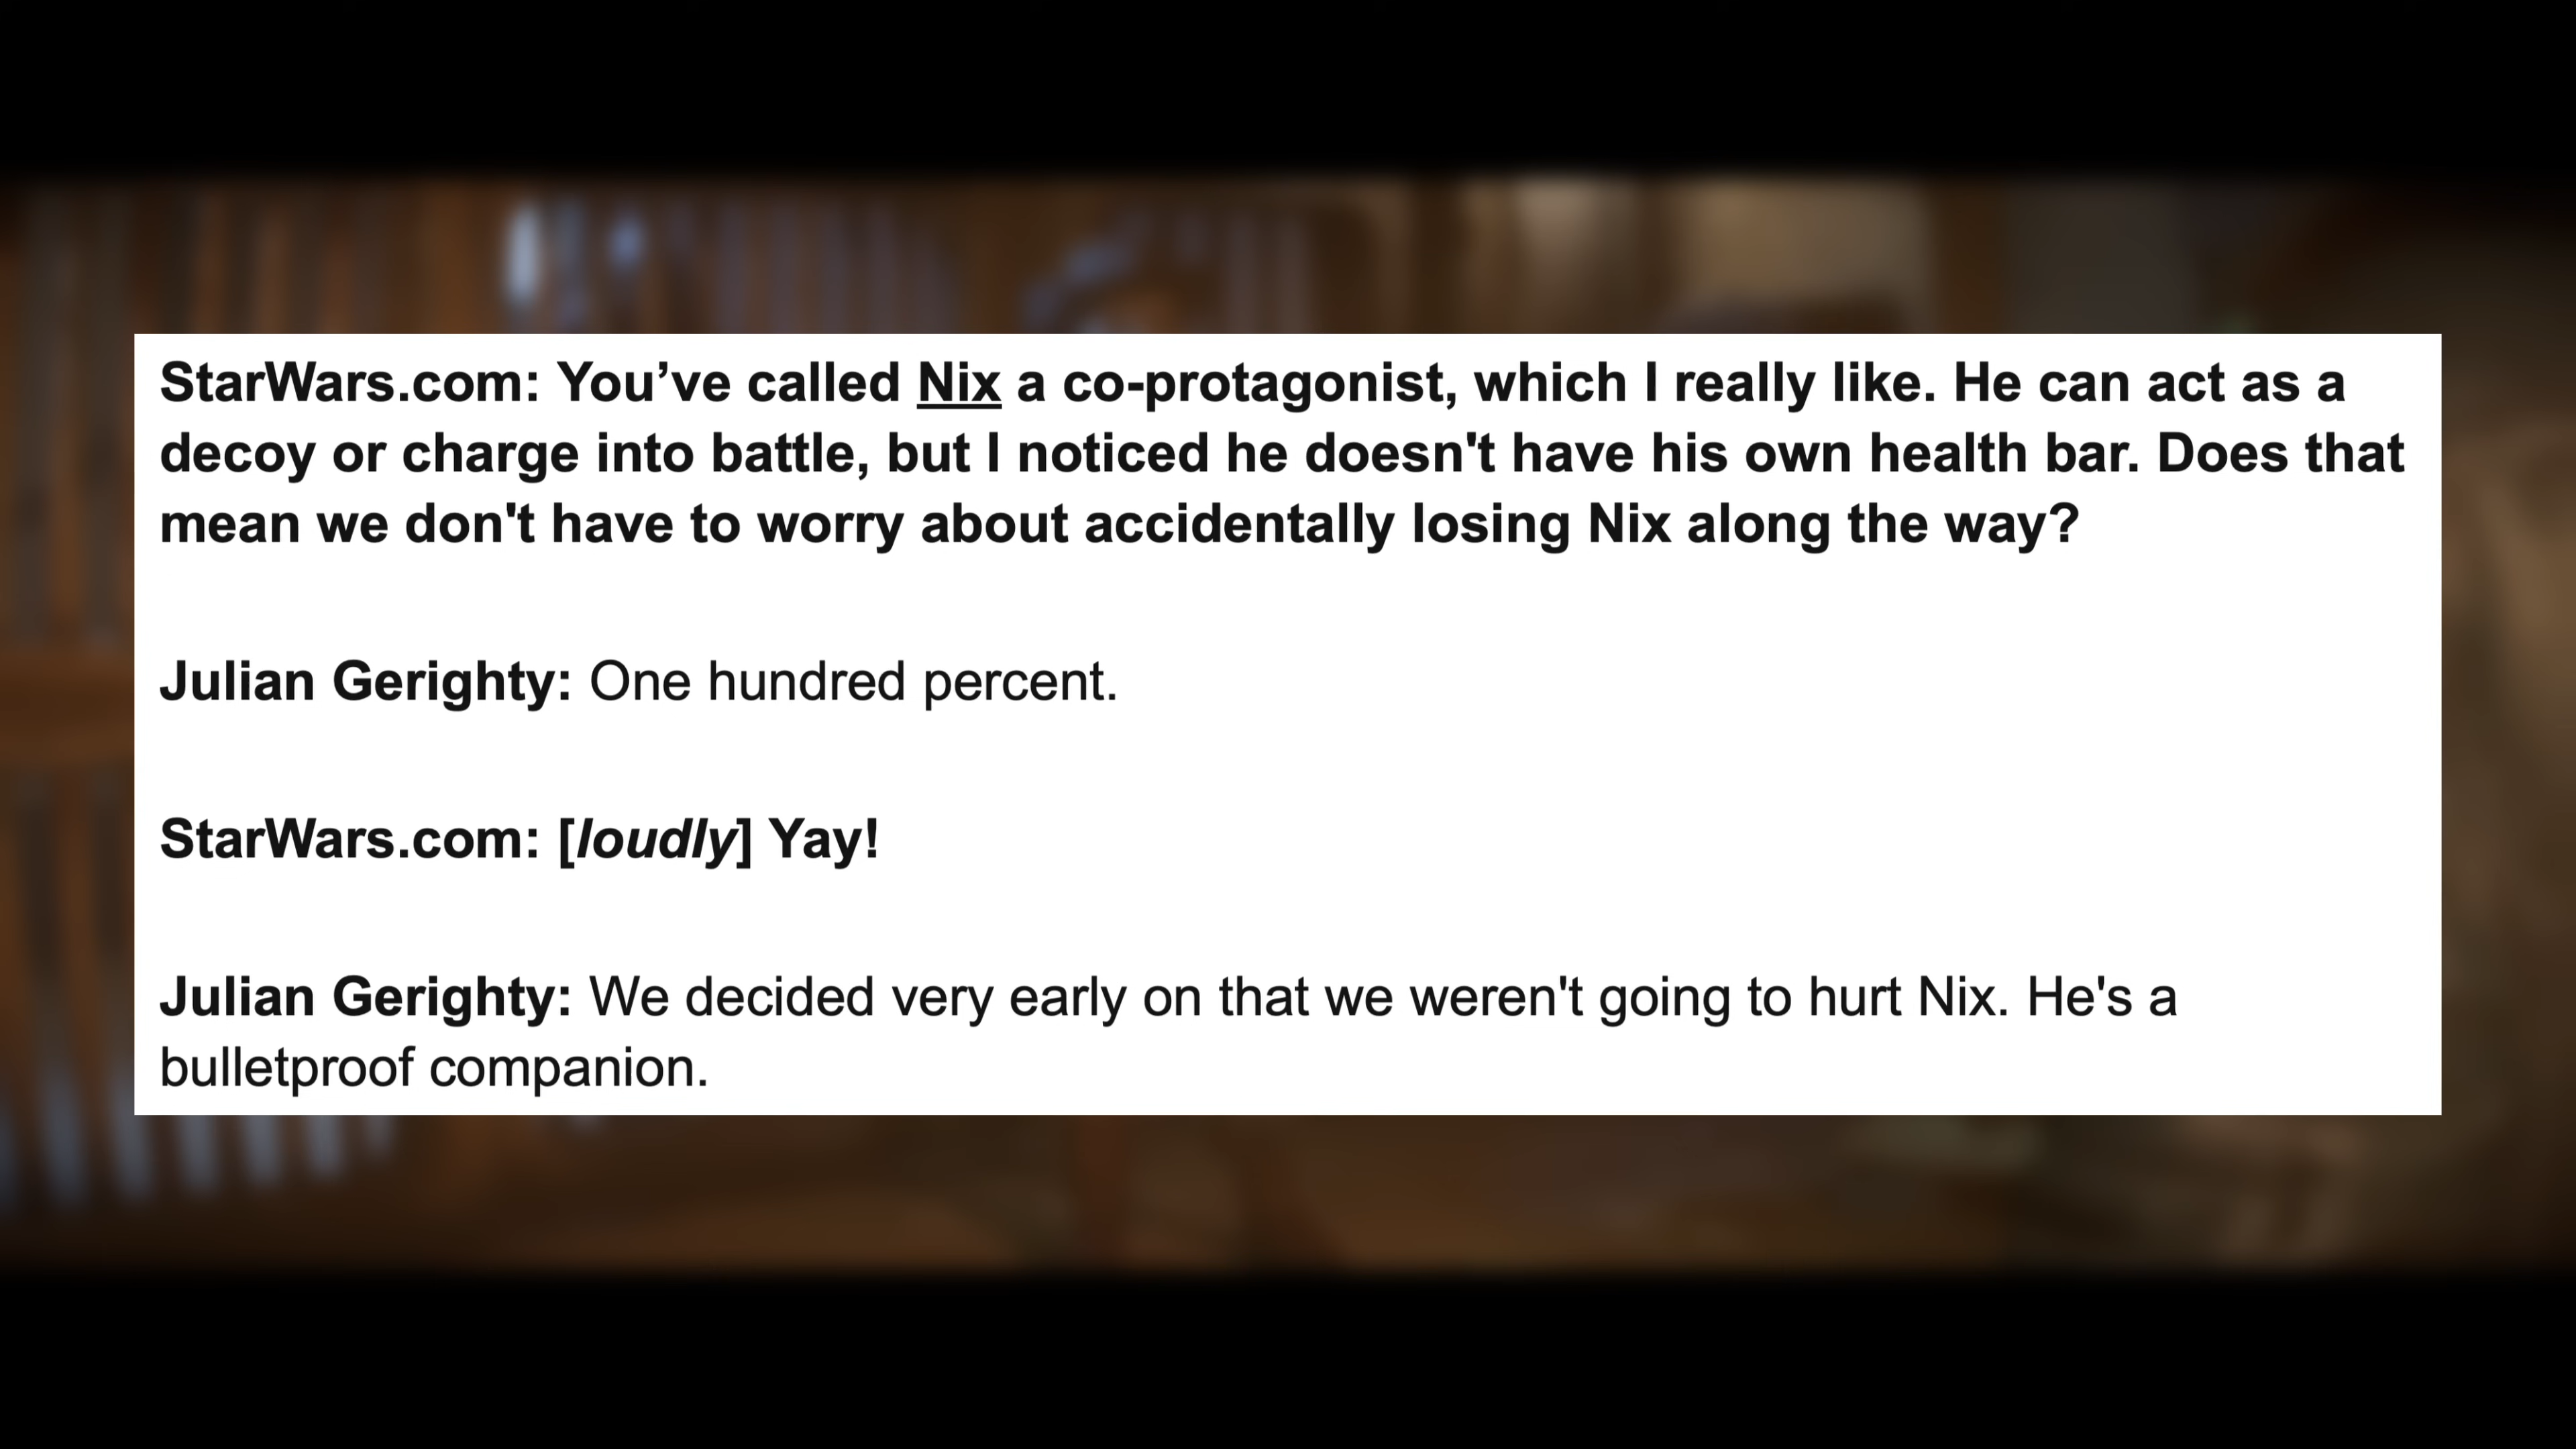 StarWars.com: You’ve called Nix a co-protagonist, which I really like. He can act as a
decoy or charge into battle, but I noticed he doesn't have his own health bar. Does that
mean we don't have to worry about accidentally losing Nix along the way?
Julian Gerighty: One hundred percent.
StarWars.com: [loudly] Yay!
Julian Gerighty: We decided very early on that we weren't going to hurt Nix. He's a
bulletproof companion.